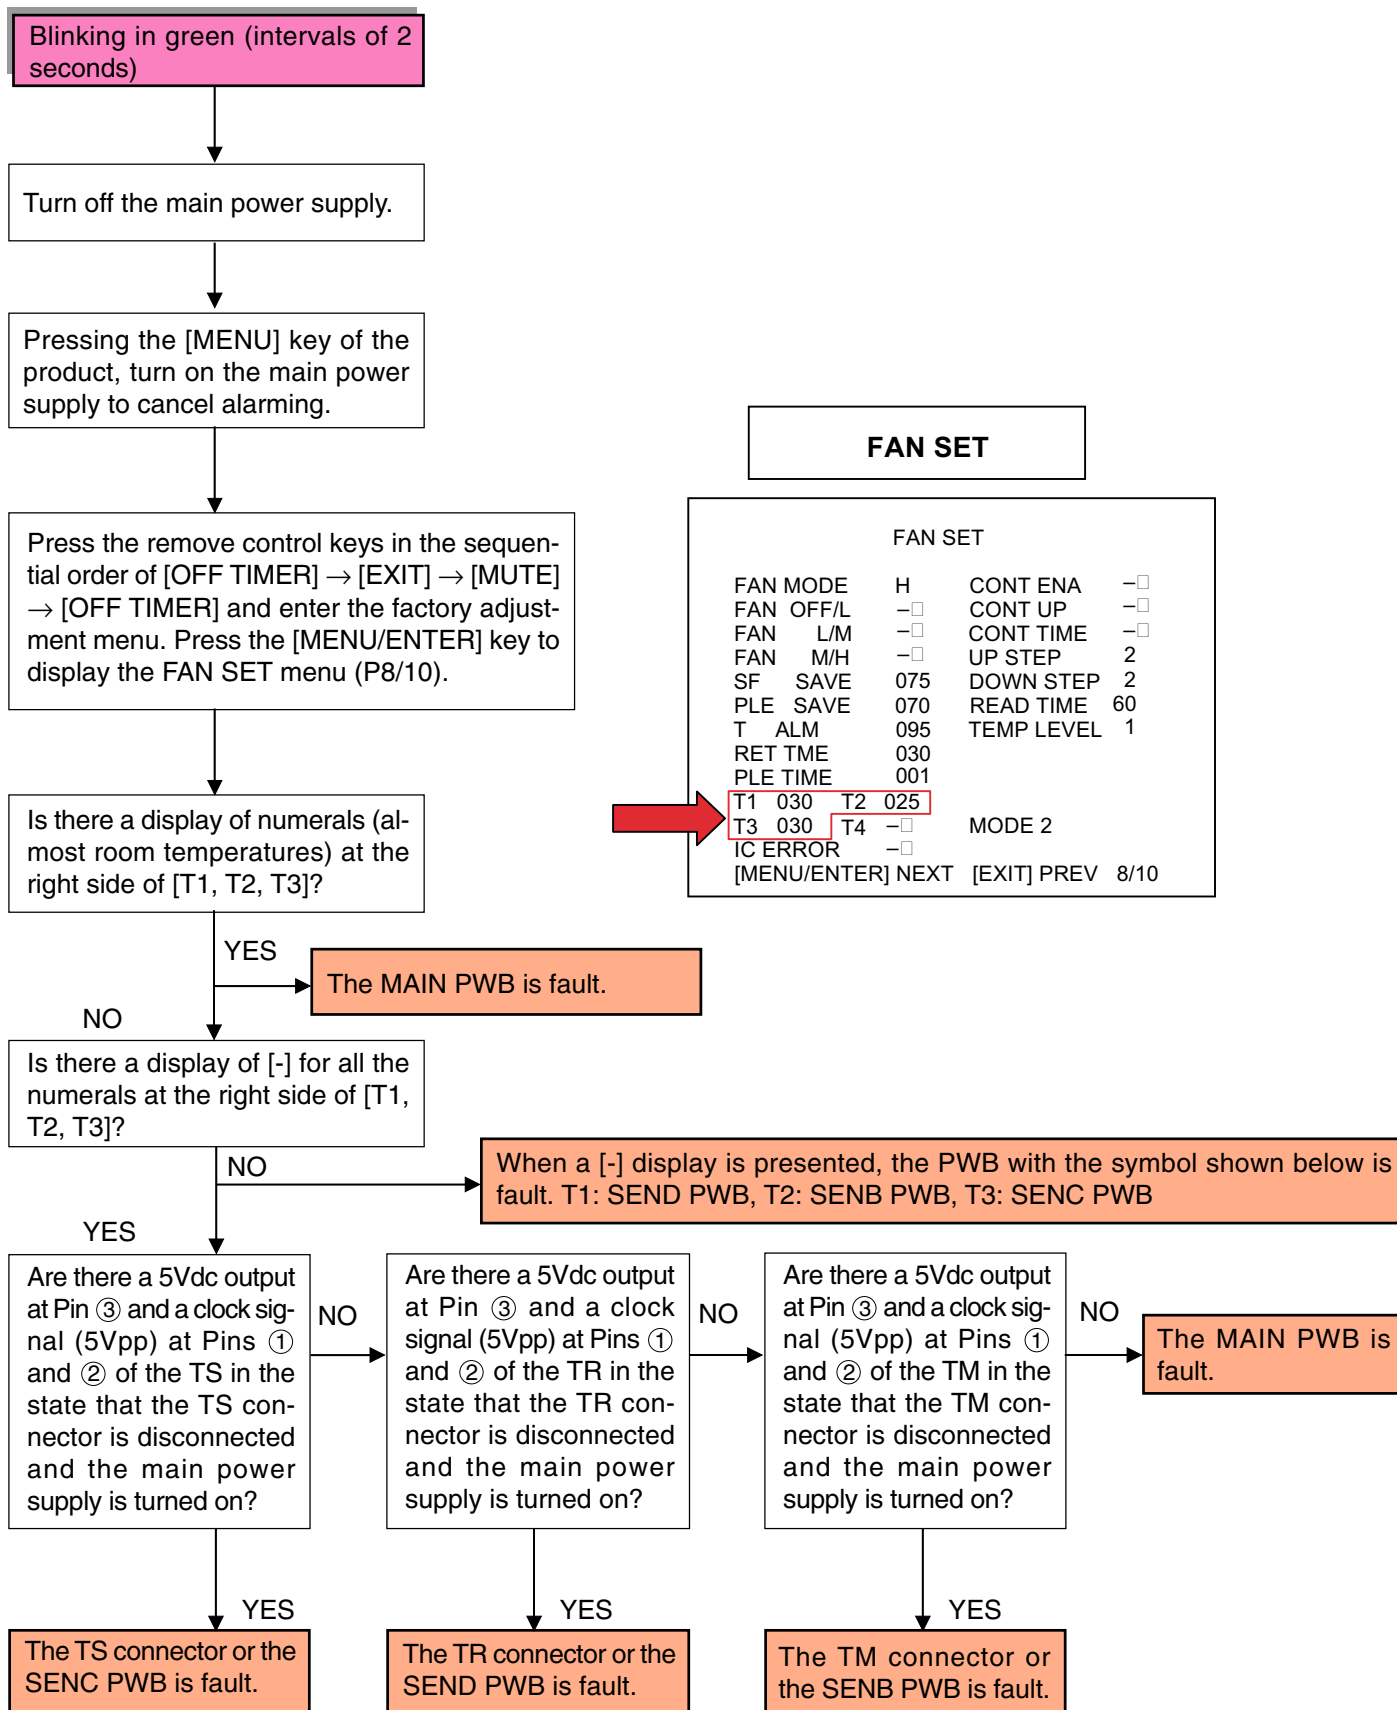 Blinking in green (intervals of 2
seconds)
Turn off the main power supply.
Pressing the [MENU] key of the
product, turn on the main power
supply to cancel alarming.
Press the remove control keys in the sequen-
tial order of [OFF TIMER] → [EXIT] → [MUTE]
→ [OFF TIMER] and enter the factory adjust-
ment menu. Press the [MENU/ENTER] key to
display the FAN SET menu (P8/10).
FAN SET
FAN SET
FAN MODE H CONT ENA –□
FAN OFF/L –□ CONT UP –□
FAN L/M –□ CONT TIME –□
FAN M/H –□ UP STEP 2
SF SAVE 075 DOWN STEP 2
PLE SAVE 070 READ TIME 60
T ALM 095 TEMP LEVEL 1
RET TME 030
PLE TIME 001
T1 030 T2 025
T3 030 T4 –□ MODE 2
IC ERROR –□
[MENU/ENTER] NEXT [EXIT] PREV 8/10
Is there a display of numerals (al-
most room temperatures) at the
right side of [T1, T2, T3]?
YES
The MAIN PWB is fault.
NO
Is there a display of [-] for all the
numerals at the right side of [T1,
T2, T3]?
NO
When a [-] display is presented, the PWB with the symbol shown below is
fault. T1: SEND PWB, T2: SENB PWB, T3: SENC PWB
YES
Are there a 5Vdc output
at Pin ③ and a clock sig-
nal (5Vpp) at Pins ①
and ② of the TS in the
state that the TS con-
nector is disconnected
and the main power
supply is turned on?
NO
Are there a 5Vdc output
at Pin ③ and a clock
signal (5Vpp) at Pins ①
and ② of the TR in the
state that the TR con-
nector is disconnected
and the main power
supply is turned on?
NO
Are there a 5Vdc output
at Pin ③ and a clock sig-
nal (5Vpp) at Pins ①
and ② of the TM in the
state that the TM con-
nector is disconnected
and the main power
supply is turned on?
NO
The MAIN PWB is
fault.
YES
The TS connector or the
SENC PWB is fault.
YES
The TR connector or the
SEND PWB is fault.
YES
The TM connector or
the SENB PWB is fault.